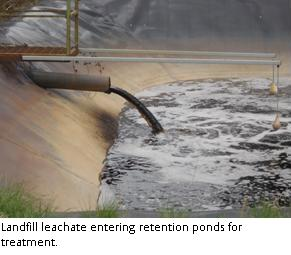 Landfill leachate entering retention ponds for
treatment.